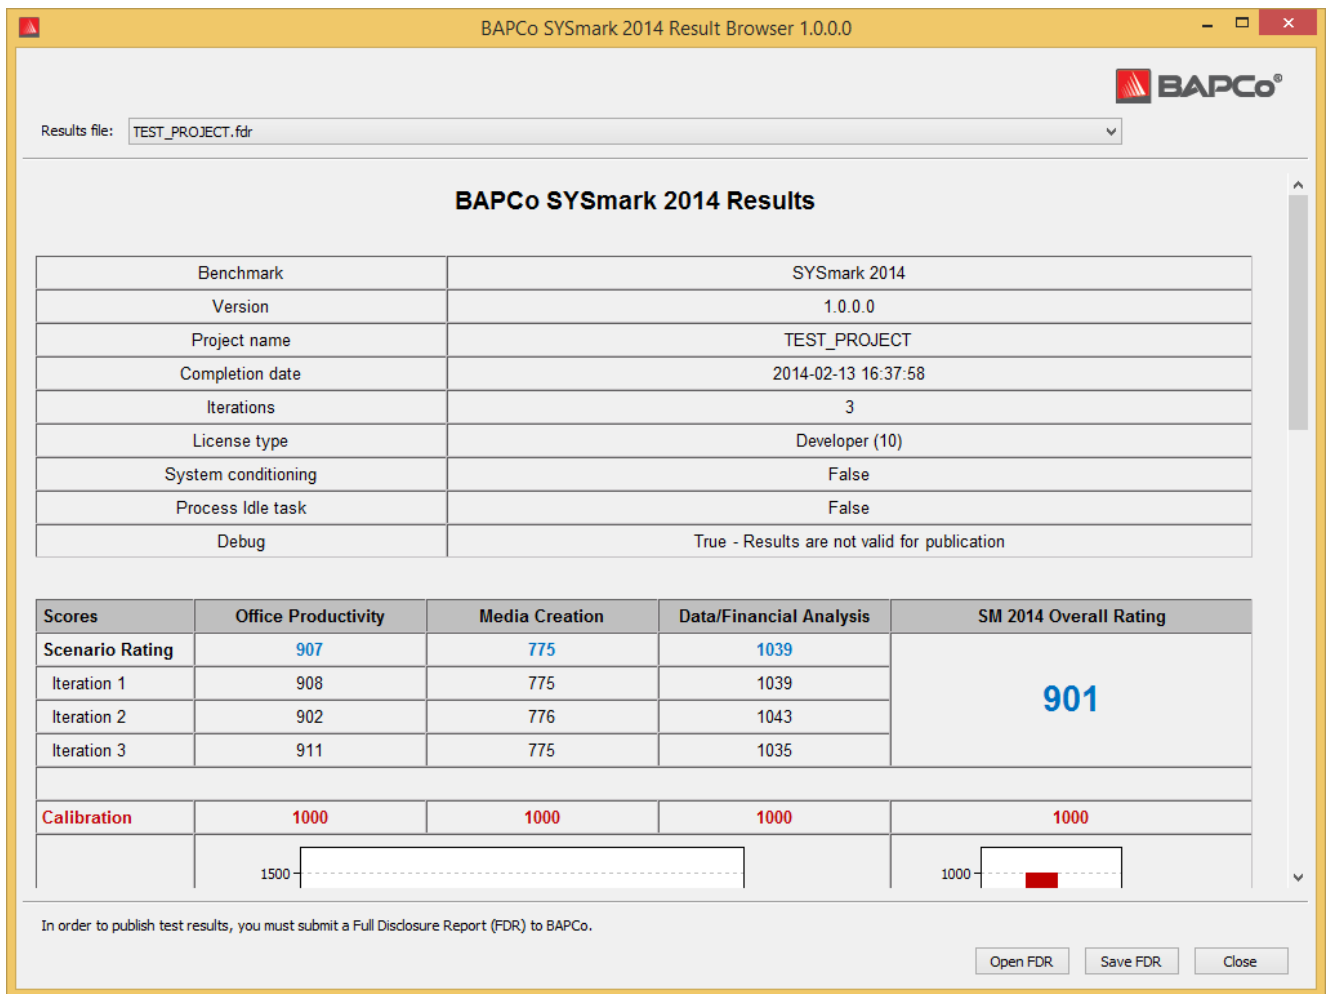 BAPCo SYSmark 2014 Result Browser 1.0.0.0
BAPCo®
Results file: TEST_PROJECT.fdr
BAPCo SYSmark 2014 Results
Benchmark SYSmark 2014
Version 1.0.0.0
Project name TEST_PROJECT
Completion date 2014-02-13 16:37:58
Iterations 3
License type Developer (10)
System conditioning False
Process Idle task False
Debug True - Results are not valid for publication
Scores Office Productivity Media Creation Data/Financial Analysis SM 2014 Overall Rating
Scenario Rating 907 775 1039
Iteration 1 908 775 1039
901
Iteration 2 902 776 1043
Iteration 3 911 775 1035
Calibration 1000 1000 1000 1000
1500 1000
In order to publish test results, you must submit a Full Disclosure Report (FDR) to BAPCo.
Open FDR Save FDR Close